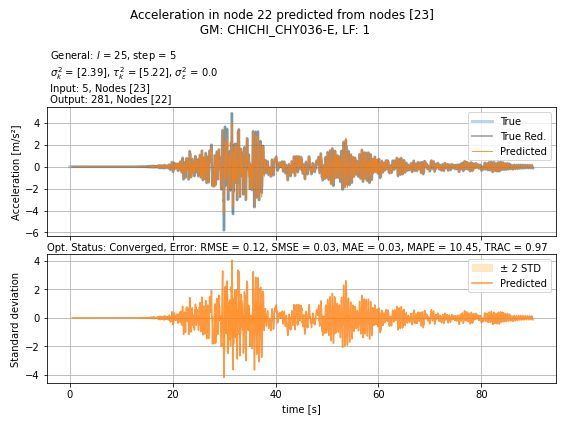 Acceleration in node 22 predicted from nodes [23]
GM: CHICHI_CHY036-E, LF: 1
General: l = 25, step = 5
σ²ₖ = [2.39], τ²ₖ = [5.22], σ²ε = 0.0
Input: 5, Nodes [23]
Output: 281, Nodes [22]
4
2
0
−2
−4
−6
Acceleration [m/s²]
True
True Red.
Predicted
Opt. Status: Converged, Error: RMSE = 0.12, SMSE = 0.03, MAE = 0.03, MAPE = 10.45, TRAC = 0.97
4
2
0
−2
−4
Standard deviation
± 2 STD
Predicted
0 20 40 60 80
time [s]